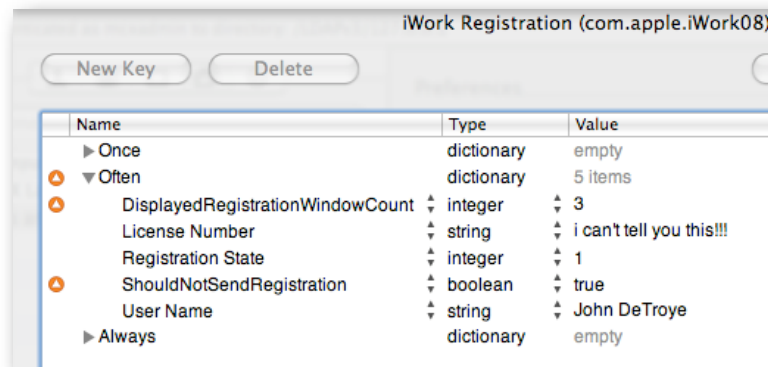 iWork Registration (com.apple.iWork08)
New Key Delete
Name Type Value
Once dictionary empty
Often dictionary 5 items
DisplayedRegistrationWindowCount integer 3
License Number string i can't tell you this!!!
Registration State integer 1
ShouldNotSendRegistration boolean true
User Name string John DeTroye
Always dictionary empty